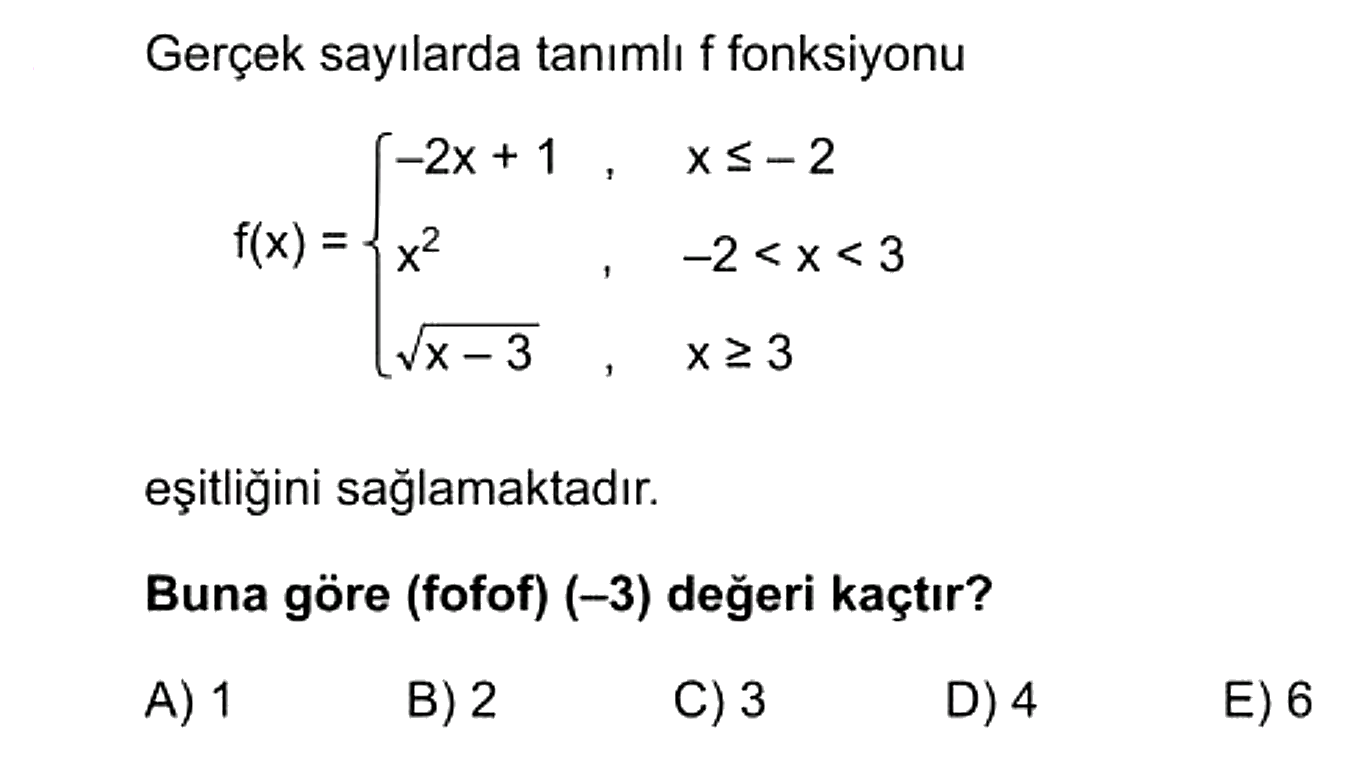 Gerçek sayılarda tanımlı f fonksiyonu
–2x + 1 , x ≤ – 2
f(x) = { x² , –2 < x < 3
√x – 3 , x ≥ 3
eşitliğini sağlamaktadır.
Buna göre (fofof) (–3) değeri kaçtır?
A) 1 B) 2 C) 3 D) 4 E) 6